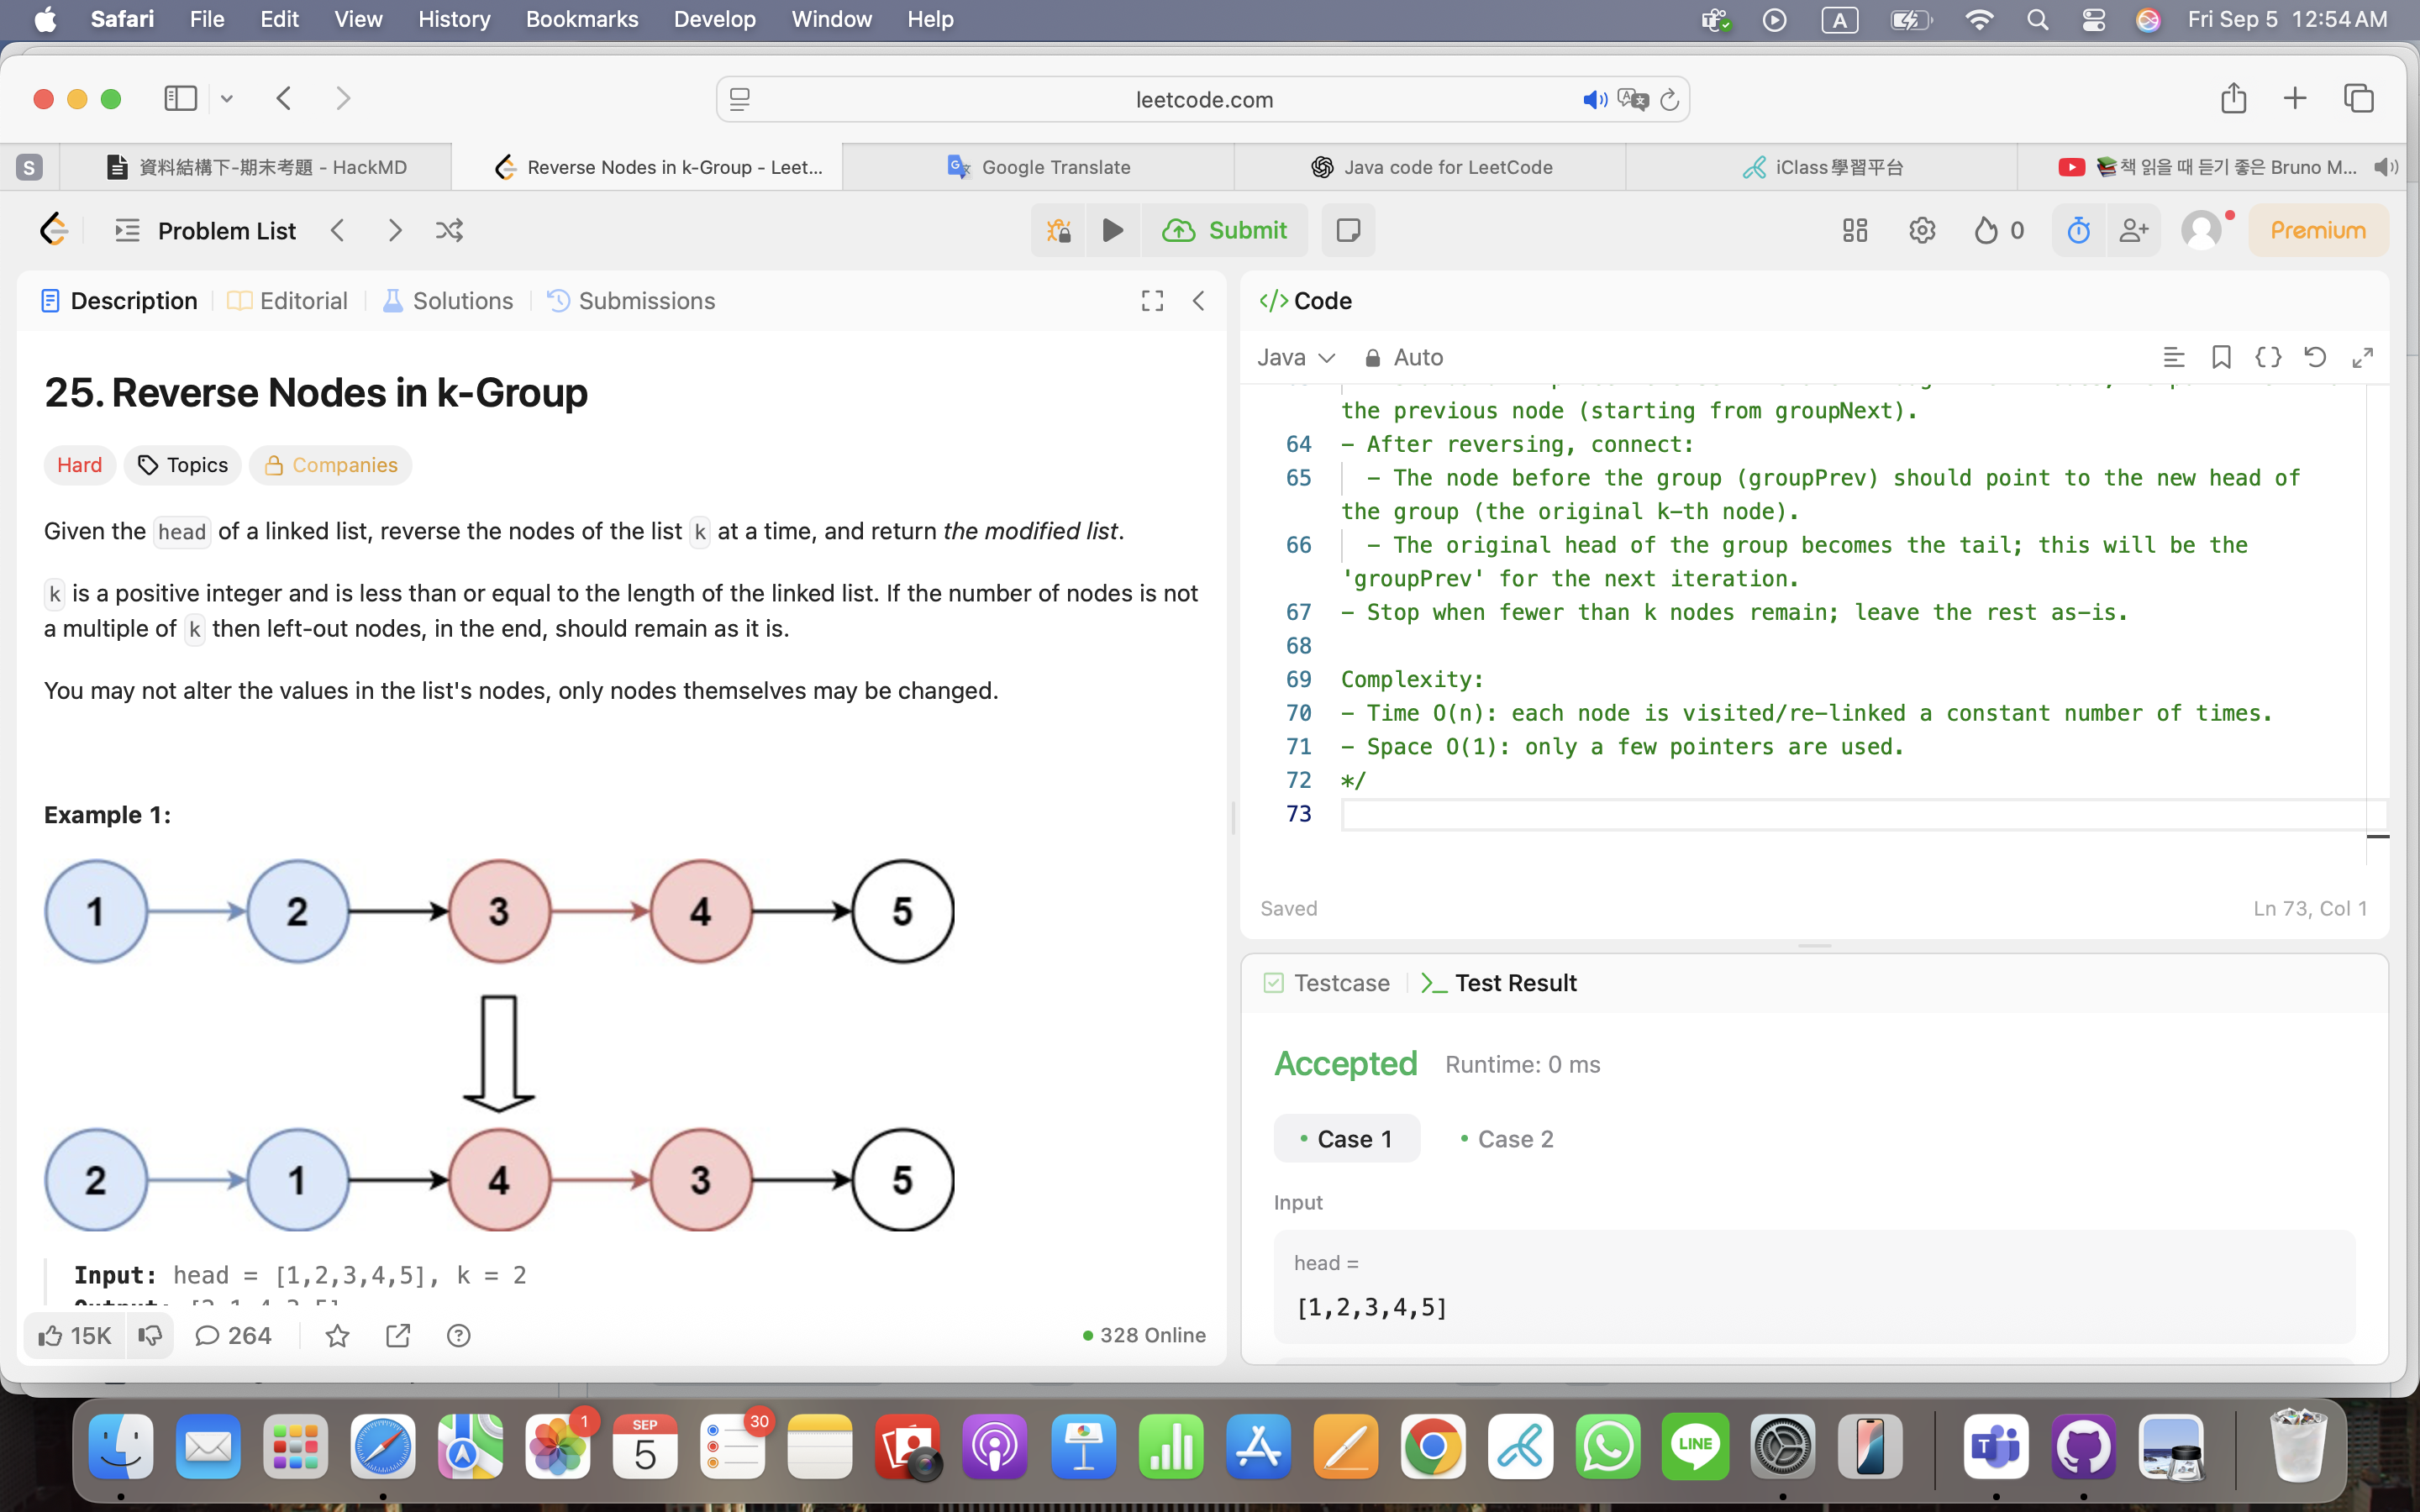 Safari File Edit View History Bookmarks Develop Window Help
A
Fri Sep 5 12:54 AM
leetcode.com
S
資料結構下-期末考題 - HackMD
Reverse Nodes in k-Group - Leet...
Google Translate
Java code for LeetCode
iClass學習平台
📚책 읽을 때 듣기 좋은 Bruno M...
Problem List
Submit
0
Premium
Description
Editorial
Solutions
Submissions
25. Reverse Nodes in k-Group
Hard
Topics
Companies
Given the head of a linked list, reverse the nodes of the list k at a time, and return the modified list.
k is a positive integer and is less than or equal to the length of the linked list. If the number of nodes is not
a multiple of k then left-out nodes, in the end, should remain as it is.
You may not alter the values in the list's nodes, only nodes themselves may be changed.
Example 1:
1 2 3 4 5
2 1 4 3 5
Input: head = [1,2,3,4,5], k = 2
15K
264
328 Online
</> Code
Java
Auto
the previous node (starting from groupNext).
64 - After reversing, connect:
65 - The node before the group (groupPrev) should point to the new head of
the group (the original k-th node).
66 - The original head of the group becomes the tail; this will be the
'groupPrev' for the next iteration.
67 - Stop when fewer than k nodes remain; leave the rest as-is.
68
69 Complexity:
70 - Time O(n): each node is visited/re-linked a constant number of times.
71 - Space O(1): only a few pointers are used.
72 */
73
Saved
Ln 73, Col 1
Testcase
Test Result
Accepted
Runtime: 0 ms
Case 1
Case 2
Input
head =
[1,2,3,4,5]
1
SEP
5
30
LINE
T